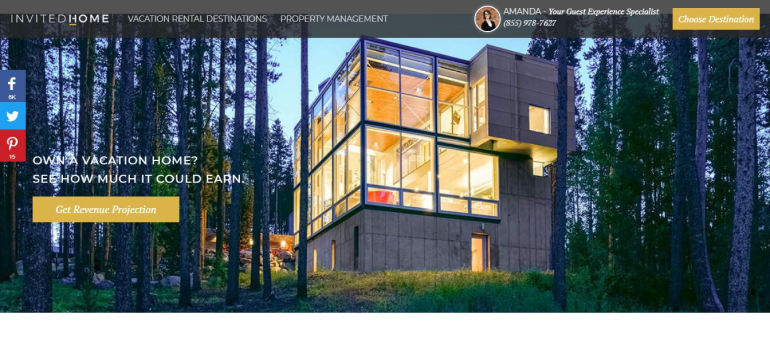 INVITEDHOME VACATION RENTAL DESTINATIONS PROPERTY MANAGEMENT
AMANDA - Your Guest Experience Specialist
(855) 978-7627
Choose Destination
6K
15
OWN A VACATION HOME?
SEE HOW MUCH IT COULD EARN.
Get Revenue Projection